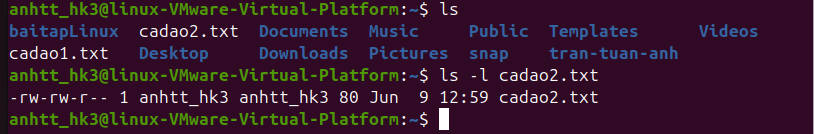 anhtt_hk3@linux-VMware-Virtual-Platform:~$ ls
baitapLinux  cadao2.txt  Documents  Music     Public  Templates       Videos
cadao1.txt   Desktop     Downloads  Pictures  snap    tran-tuan-anh
anhtt_hk3@linux-VMware-Virtual-Platform:~$ ls -l cadao2.txt
-rw-rw-r-- 1 anhtt_hk3 anhtt_hk3 80 Jun  9 12:59 cadao2.txt
anhtt_hk3@linux-VMware-Virtual-Platform:~$